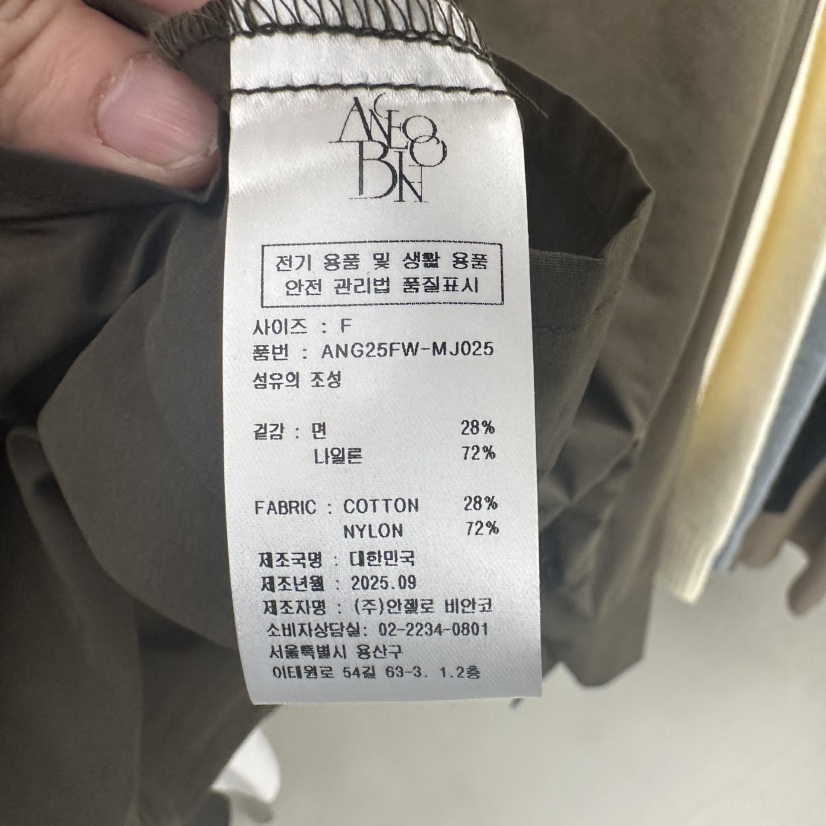 ANGEOO
BIN
전기 용품 및 생활 용품
안전 관리법 품질표시
사이즈 : F
품번 : ANG25FW-MJ025
섬유의 조성
겉감 : 면 28%
나일론 72%
FABRIC : COTTON 28%
NYLON 72%
제조국명 : 대한민국
제조년월 : 2025.09
제조자명 : (주)안젤로 비안코
소비자상담실: 02-2234-0801
서울특별시 용산구
이태원로 54길 63-3. 1.2층